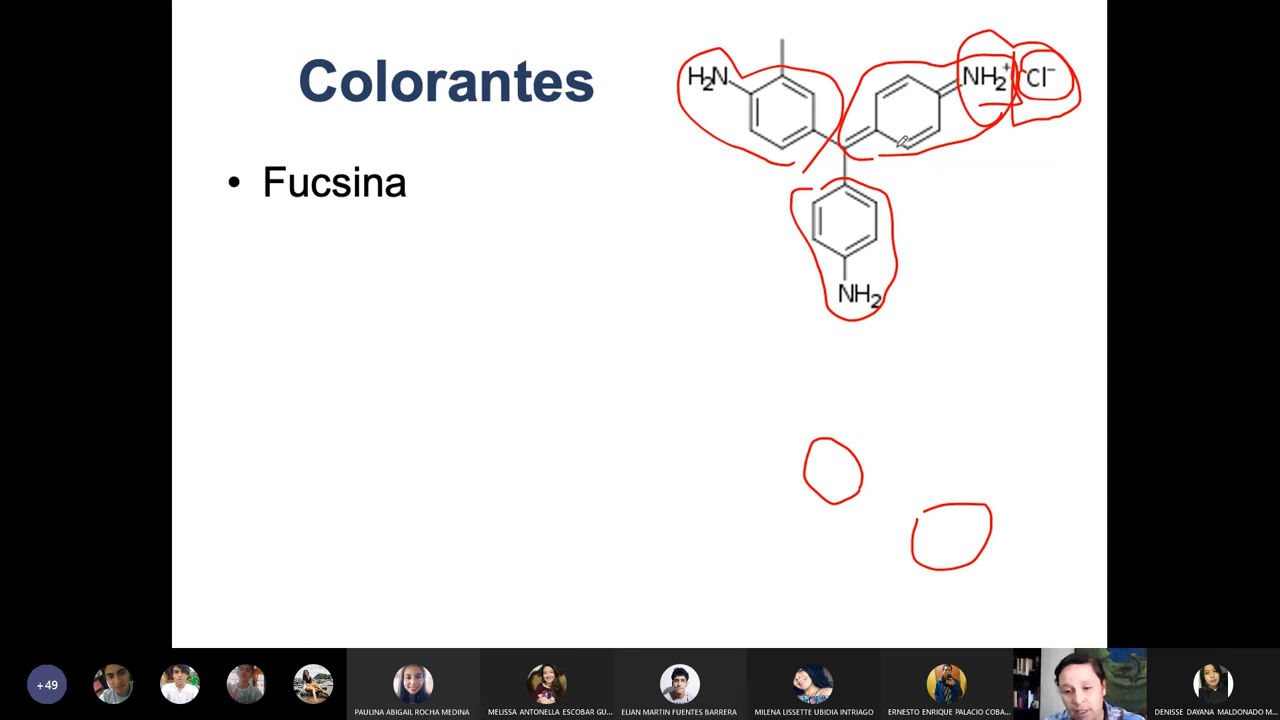 Colorantes
• Fucsina
H₂N
NH₂⁺ Cl⁻
NH₂
+49
PAULINA ABIGAIL ROCHA MEDINA
MELISSA ANTONELLA ESCOBAR GU...
ELIAN MARTIN FUENTES BARRERA
MILENA LISSETTE UBIDIA INTRIAGO
ERNESTO ENRIQUE PALACIO COBA...
DENISSE DAYANA MALDONADO M...